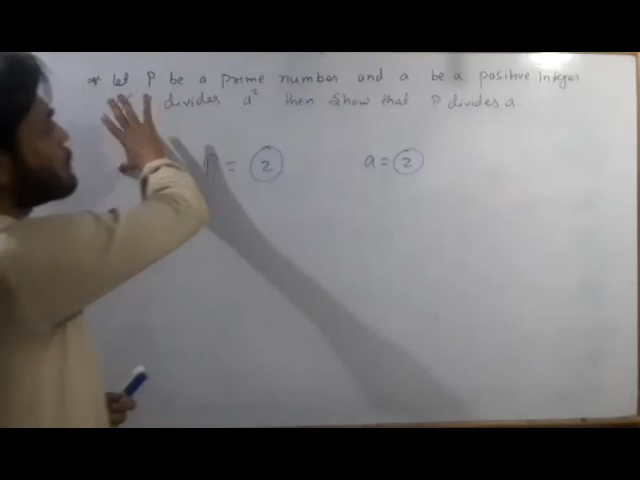 * let P be a prime number and a be a positive integer
P divides a² then show that P divides a.
P = 2 a = 2